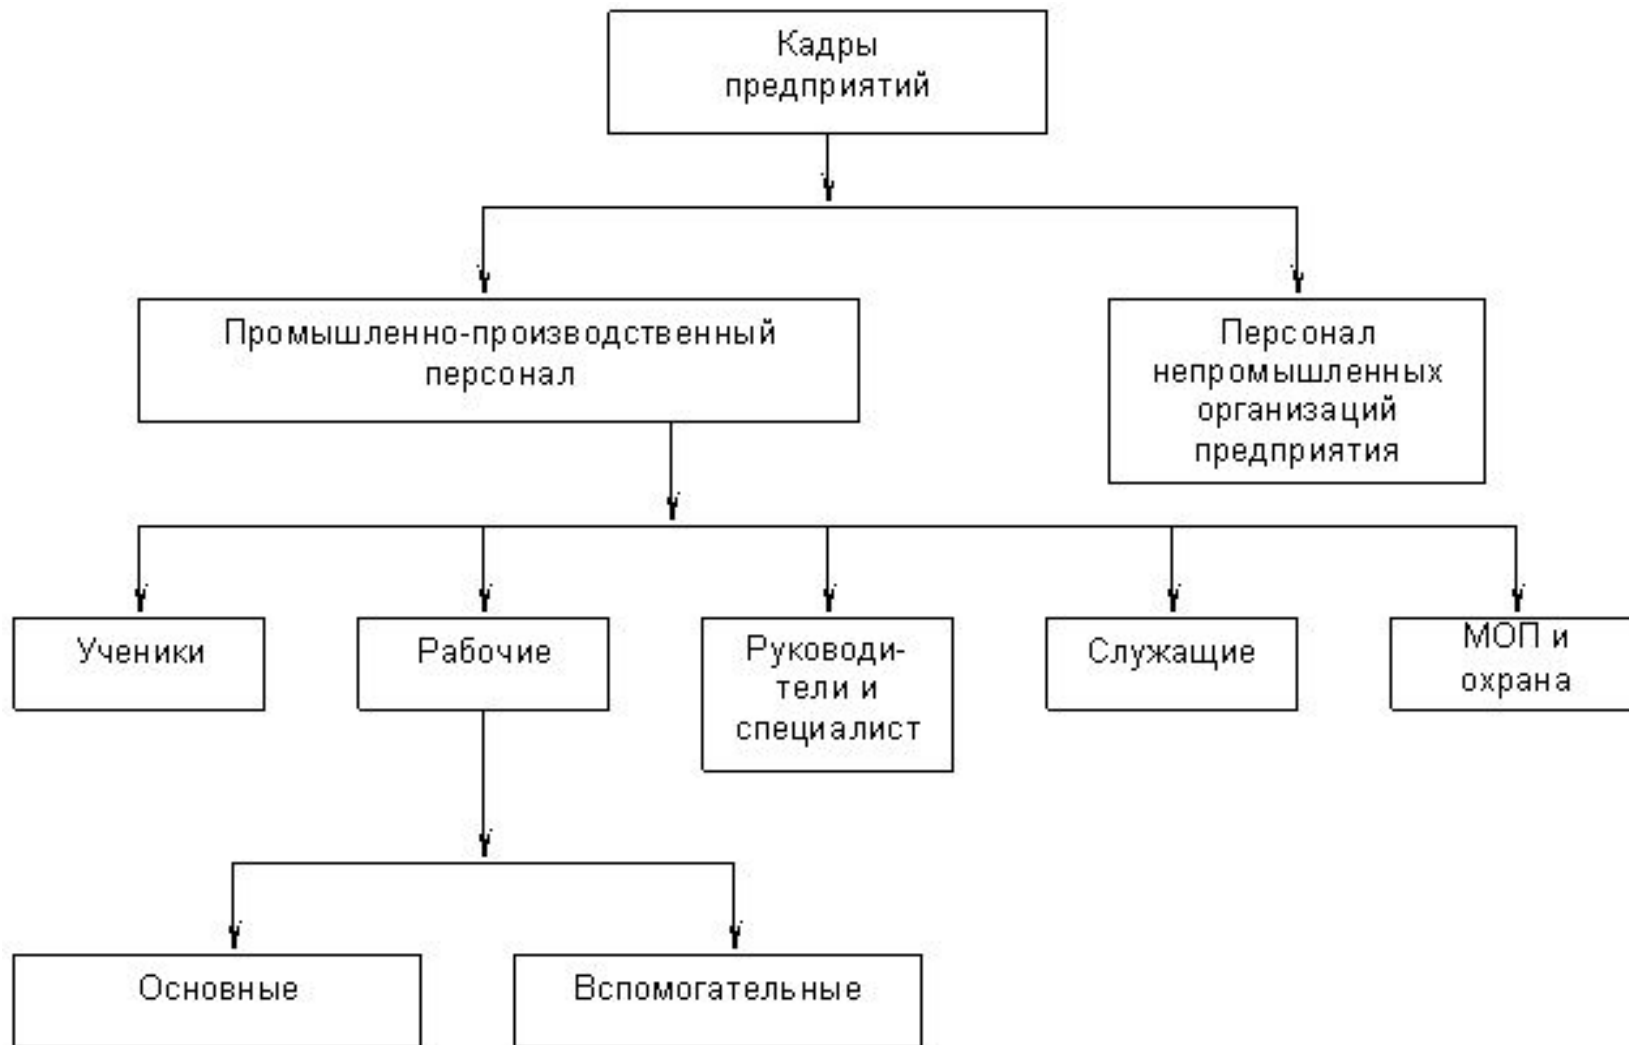 Кадры
предприятий
Промышленно-производственный
персонал
Персонал
непромышленных
организаций
предприятия
Ученики
Рабочие
Руководи-
тели и
специалист
Служащие
МОП и
охрана
Основные
Вспомогательные